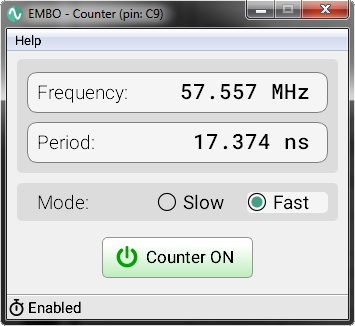 EMBO - Counter (pin: C9)
Help
Frequency: 57.557 MHz
Period: 17.374 ns
Mode: Slow Fast
Counter ON
Enabled